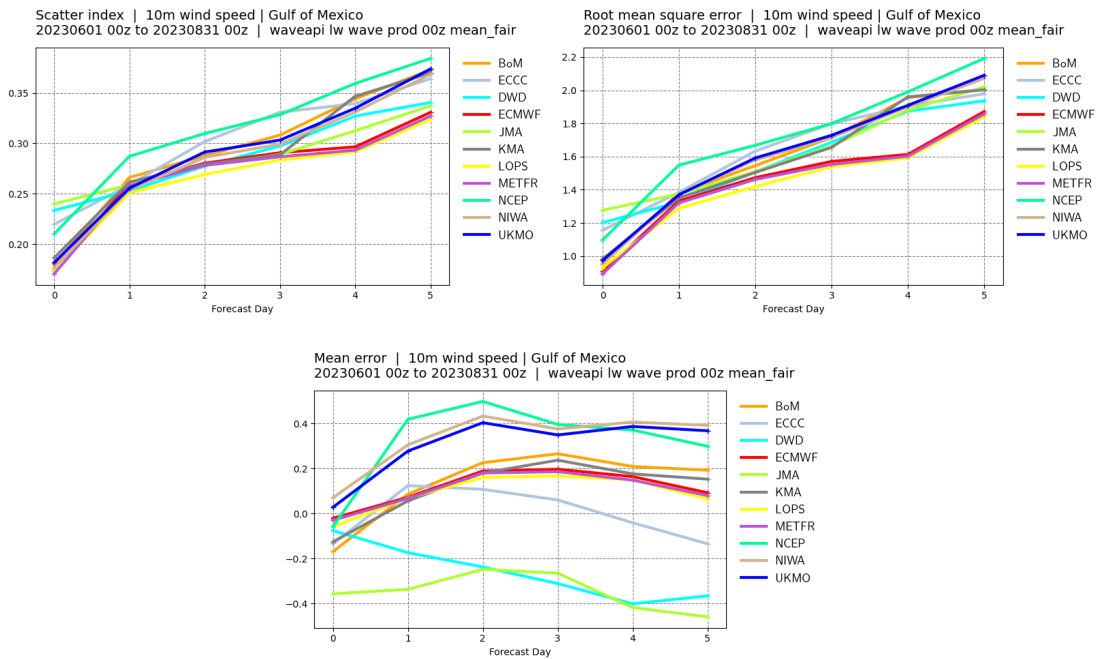 Scatter index | 10m wind speed | Gulf of Mexico
20230601 00z to 20230831 00z | waveapi lw wave prod 00z mean_fair
0.35
0.30
0.25
0.20
0
1
2
3
4
5
Forecast Day
BoM
ECCC
DWD
ECMWF
JMA
KMA
LOPS
METFR
NCEP
NIWA
UKMO
Root mean square error | 10m wind speed | Gulf of Mexico
20230601 00z to 20230831 00z | waveapi lw wave prod 00z mean_fair
2.2
2.0
1.8
1.6
1.4
1.2
1.0
0
1
2
3
4
5
Forecast Day
BoM
ECCC
DWD
ECMWF
JMA
KMA
LOPS
METFR
NCEP
NIWA
UKMO
Mean error | 10m wind speed | Gulf of Mexico
20230601 00z to 20230831 00z | waveapi lw wave prod 00z mean_fair
0.4
0.2
0.0
−0.2
−0.4
0
1
2
3
4
5
Forecast Day
BoM
ECCC
DWD
ECMWF
JMA
KMA
LOPS
METFR
NCEP
NIWA
UKMO